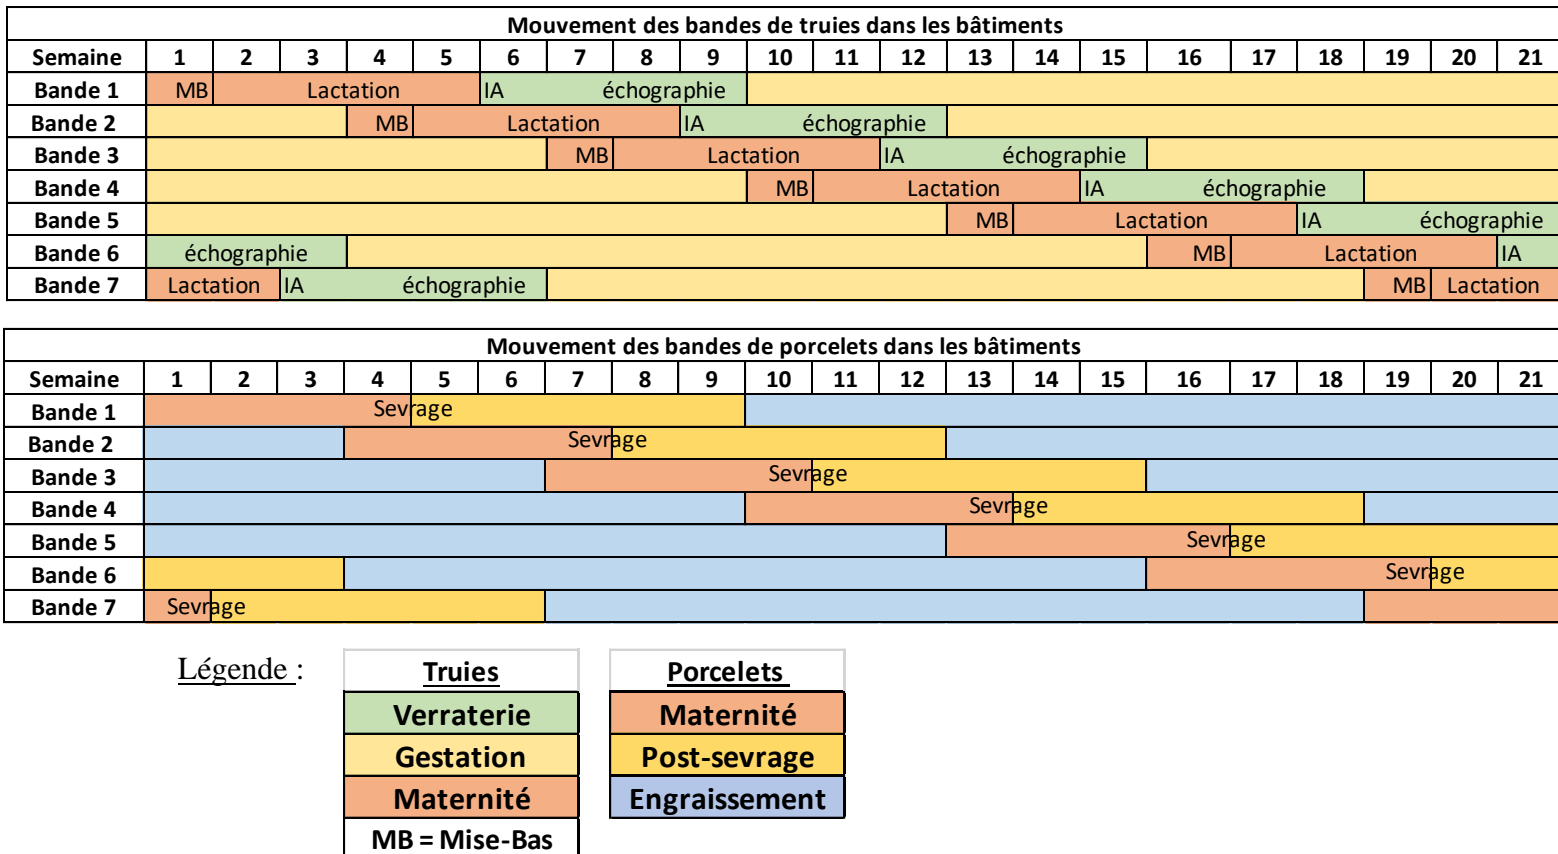 Mouvement des bandes de truies dans les bâtiments
Semaine 1 2 3 4 5 6 7 8 9 10 11 12 13 14 15 16 17 18 19 20 21
Bande 1 MB Lactation IA échographie
Bande 2 MB Lactation IA échographie
Bande 3 MB Lactation IA échographie
Bande 4 MB Lactation IA échographie
Bande 5 MB Lactation IA échographie
Bande 6 échographie MB Lactation IA
Bande 7 Lactation IA échographie MB Lactation
Mouvement des bandes de porcelets dans les bâtiments
Semaine 1 2 3 4 5 6 7 8 9 10 11 12 13 14 15 16 17 18 19 20 21
Bande 1 Sevrage
Bande 2 Sevrage
Bande 3 Sevrage
Bande 4 Sevrage
Bande 5 Sevrage
Bande 6 Sevrage
Bande 7 Sevrage
Légende : Truies Porcelets
Verraterie Maternité
Gestation Post-sevrage
Maternité Engraissement
MB = Mise-Bas